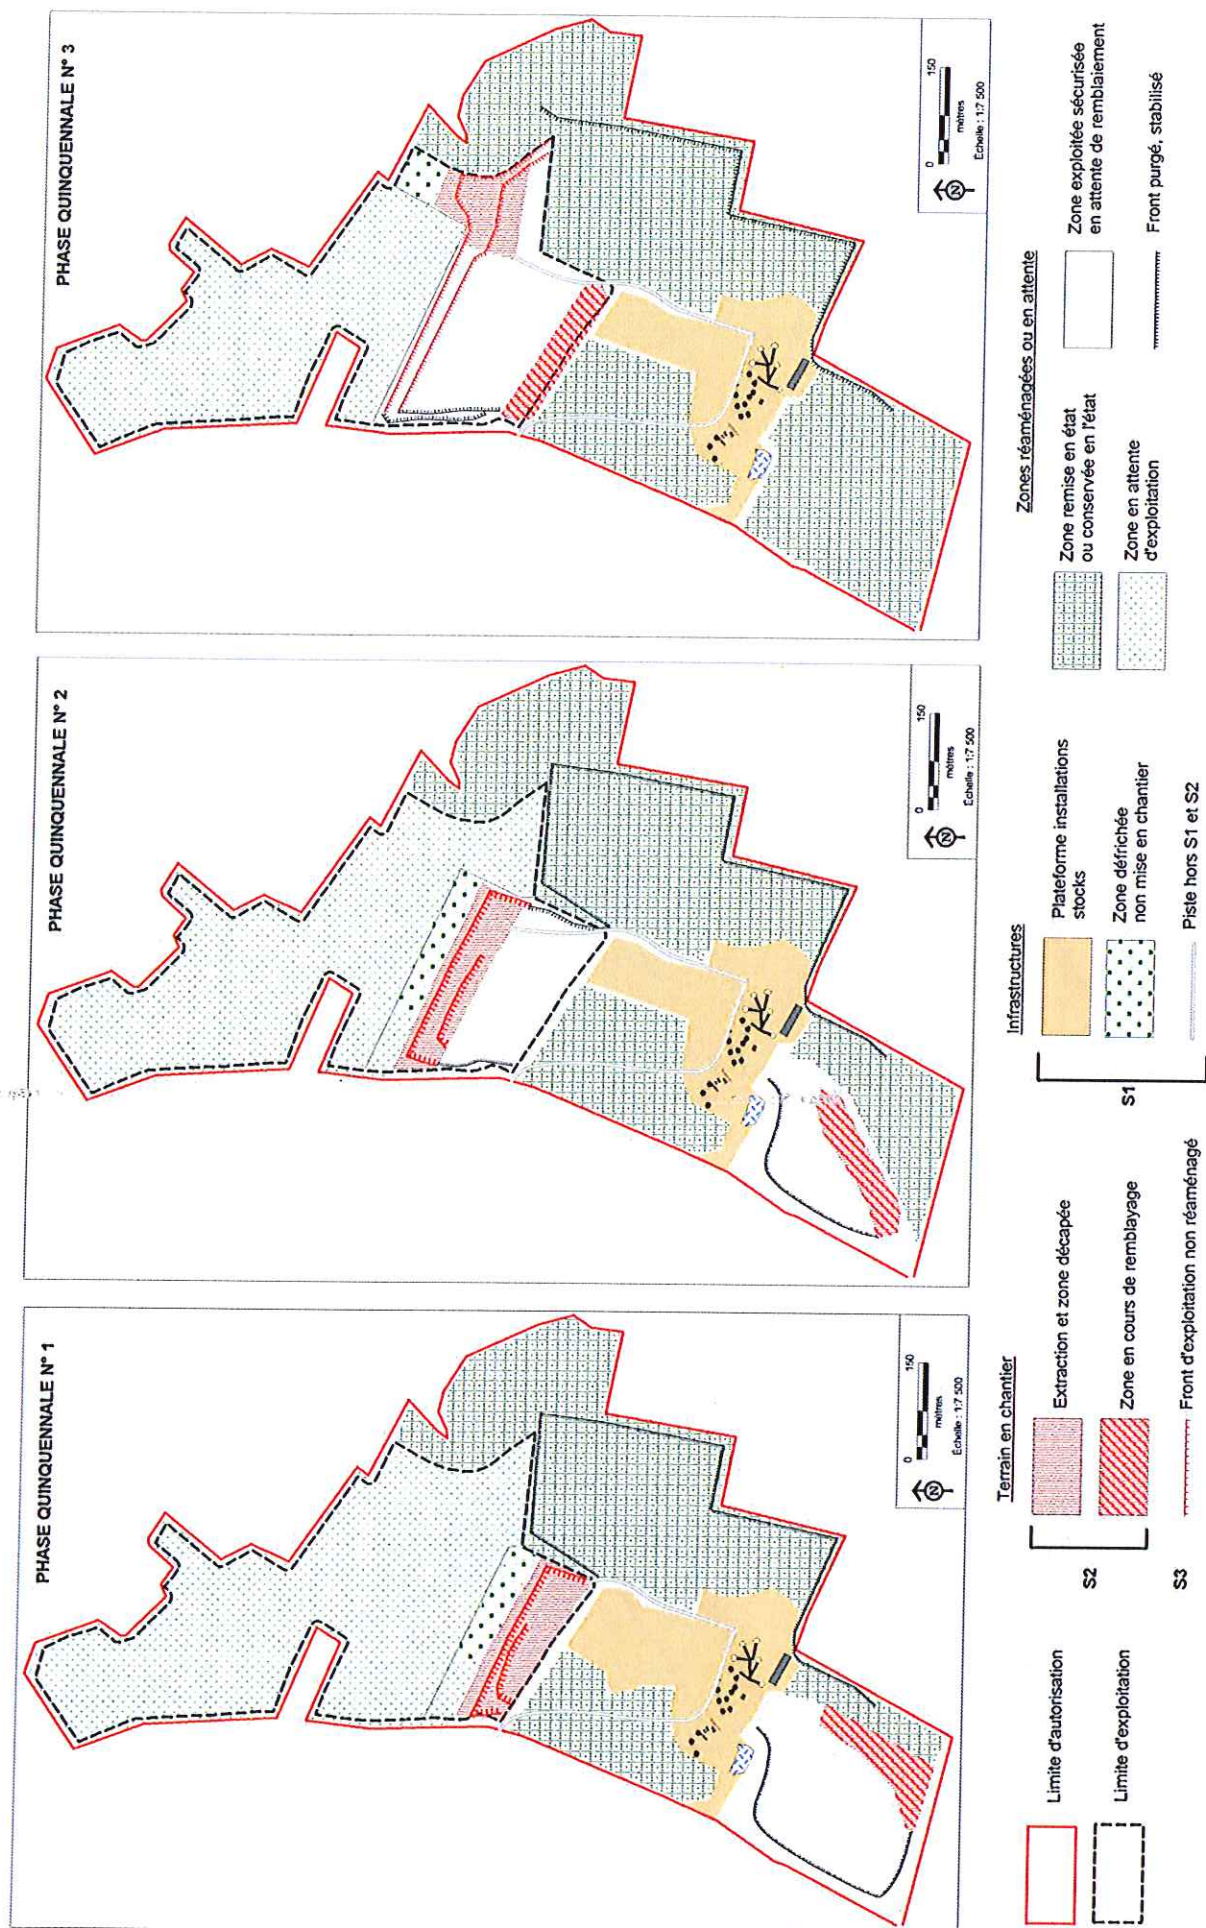 PHASE QUINQUENNALE N° 1
0
150
mètres
Echelle : 1:7 500
N
PHASE QUINQUENNALE N° 2
0
150
mètres
Echelle : 1:7 500
N
PHASE QUINQUENNALE N° 3
0
150
mètres
Echelle : 1:7 500
N
Limite d'autorisation
Limite d'exploitation
Terrain en chantier
S2
Extraction et zone décapée
Zone en cours de remblayage
S3
Front d'exploitation non réaménagé
Infrastructures
S1
Plateforme installations
stocks
Zone défrichée
non mise en chantier
Piste hors S1 et S2
Zones réaménagées ou en attente
Zone remise en état
ou conservée en l'état
Zone en attente
d'exploitation
Zone exploitée sécurisée
en attente de remblaiement
Front purgé, stabilisé